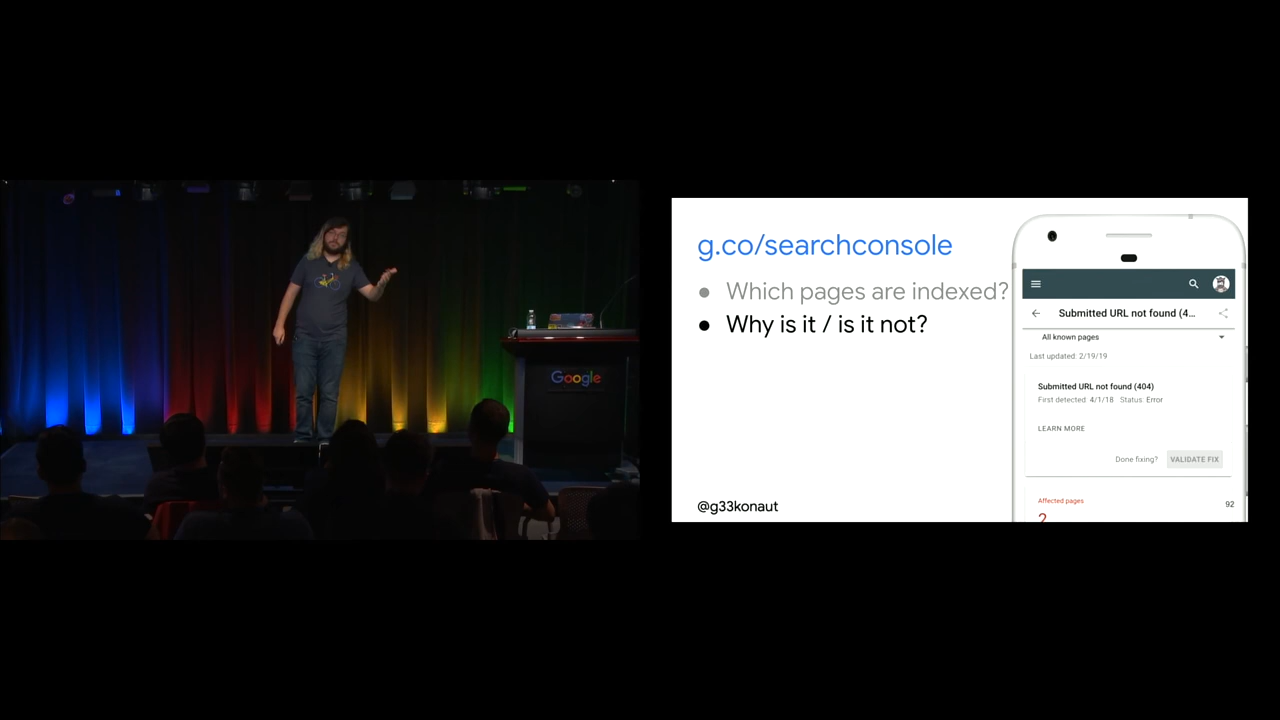 Google
g.co/searchconsole
● Which pages are indexed?
● Why is it / is it not?
@g33konaut
Submitted URL not found (4...
All known pages
Last updated: 2/19/19
Submitted URL not found (404)
First detected: 4/1/18 Status: Error
LEARN MORE
Done fixing? VALIDATE FIX
Affected pages
2
92